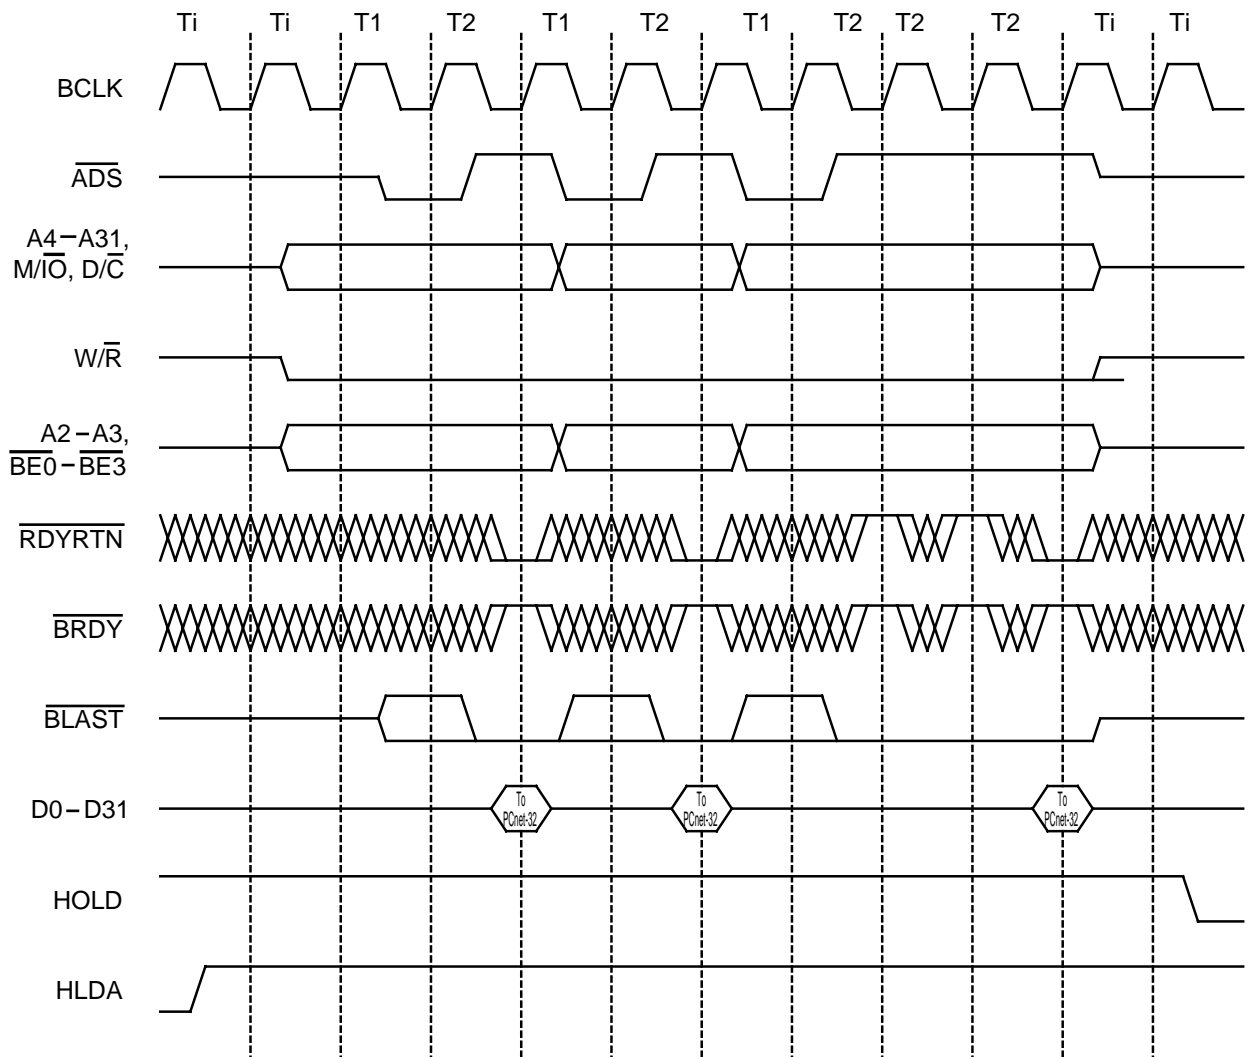 Ti Ti T1 T2 T1 T2 T1 T2 T2 T2 Ti Ti
BCLK
ADS
A4–A31,
M/IO, D/C
W/R
A2–A3,
BE0–BE3
RDYRTN
BRDY
BLAST
D0–D31
To
PCnet-32
To
PCnet-32
To
PCnet-32
HOLD
HLDA